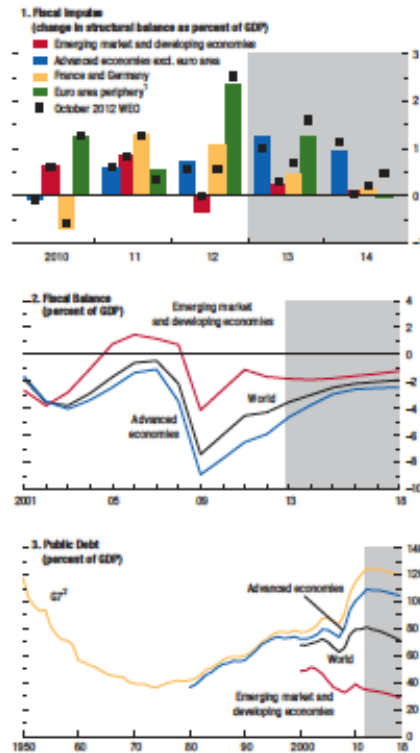 1. Fiscal Impulse
(change in structural balance as percent of GDP)
Emerging market and developing economies
Advanced economies excl. euro area
France and Germany
Euro area periphery1
October 2012 WEO
3
2
1
0
-1
2010 11 12 13 14
2. Fiscal Balance
(percent of GDP)
Emerging market
and developing economies
World
Advanced
economies
4
2
0
-2
-4
-6
-8
-10
2001 05 09 13 18
3. Public Debt
(percent of GDP)
G72
Advanced economies
World
Emerging market and
developing economies
140
120
100
80
60
40
20
0
1950 60 70 80 90 2000 10